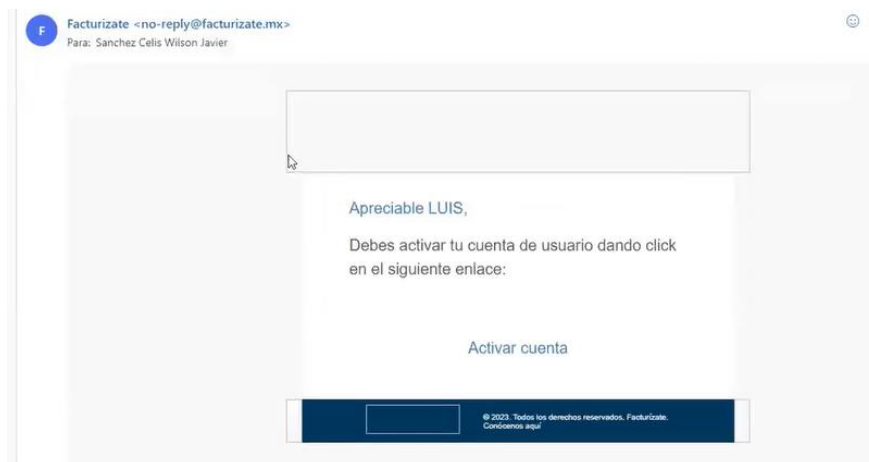 F
Facturizate <no-reply@facturizate.mx>
Para: Sanchez Celis Wilson Javier
Apreciable LUIS,
Debes activar tu cuenta de usuario dando click
en el siguiente enlace:
Activar cuenta
© 2023. Todos los derechos reservados. Facturízate.
Conócenos aquí